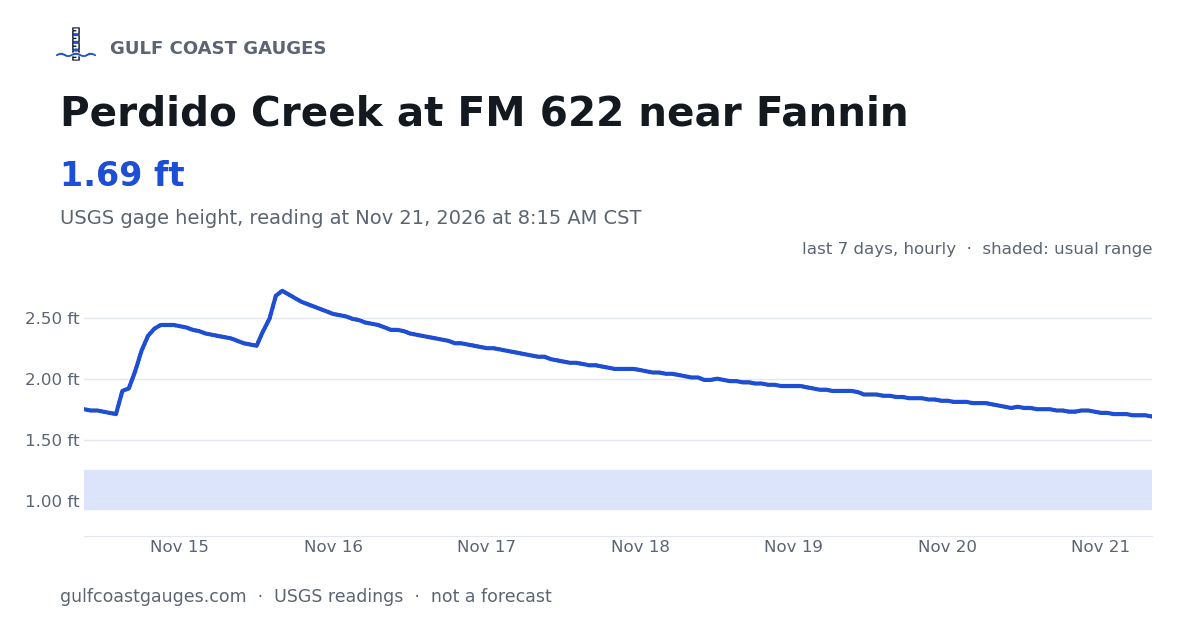 GULF COAST GAUGES
Perdido Creek at FM 622 near Fannin
1.69 ft
USGS gage height, reading at Nov 21, 2026 at 8:15 AM CST
last 7 days, hourly · shaded: usual range
2.50 ft
2.00 ft
1.50 ft
1.00 ft
Nov 15 Nov 16 Nov 17 Nov 18 Nov 19 Nov 20 Nov 21
gulfcoastgauges.com · USGS readings · not a forecast